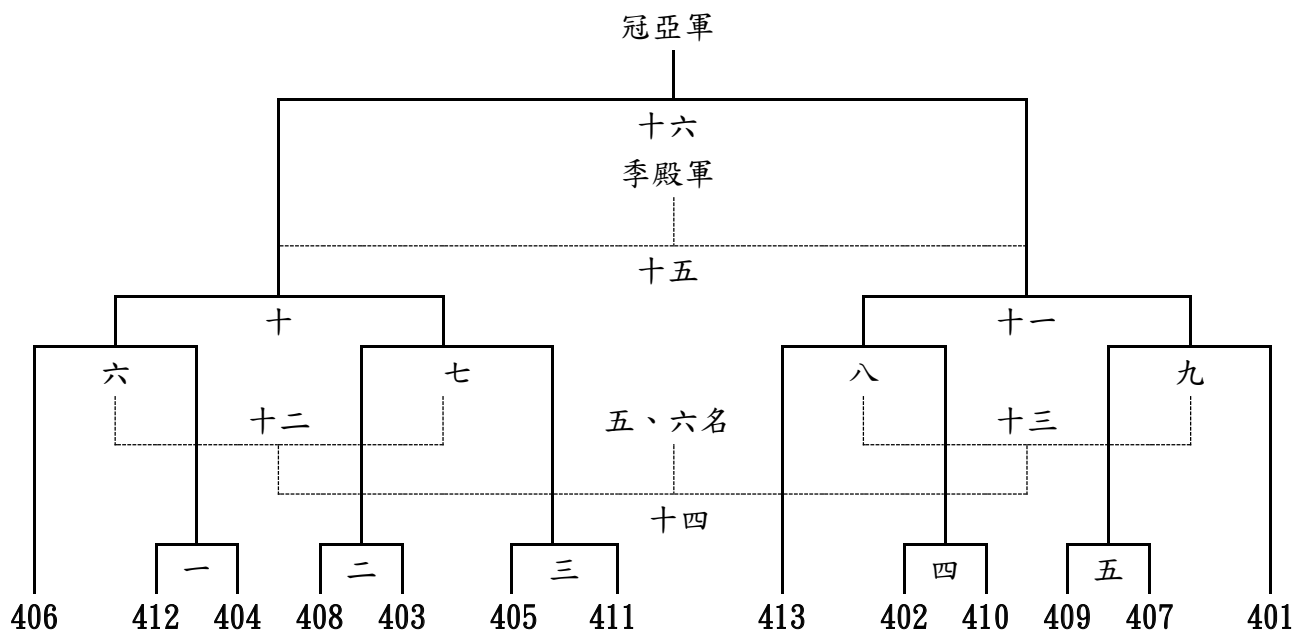 冠亞軍
十六
季殿軍
十五
十 十一
六 七 八 九
十二 五、六名 十三
十四
一 二 三 四 五
406 412 404 408 403 405 411 413 402 410 409 407 401